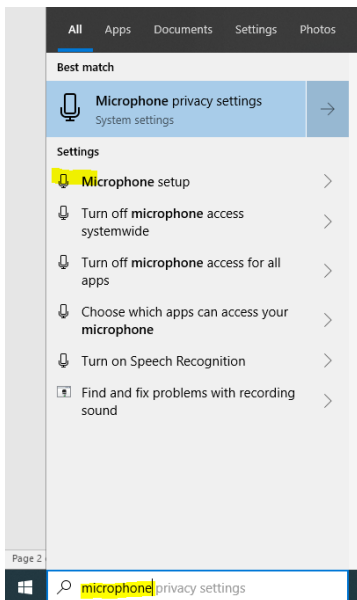 All Apps Documents Settings Photos
Best match
Microphone privacy settings
System settings
Settings
Microphone setup
Turn off microphone access
systemwide
Turn off microphone access for all
apps
Choose which apps can access your
microphone
Turn on Speech Recognition
Find and fix problems with recording
sound
Page 2
microphone privacy settings